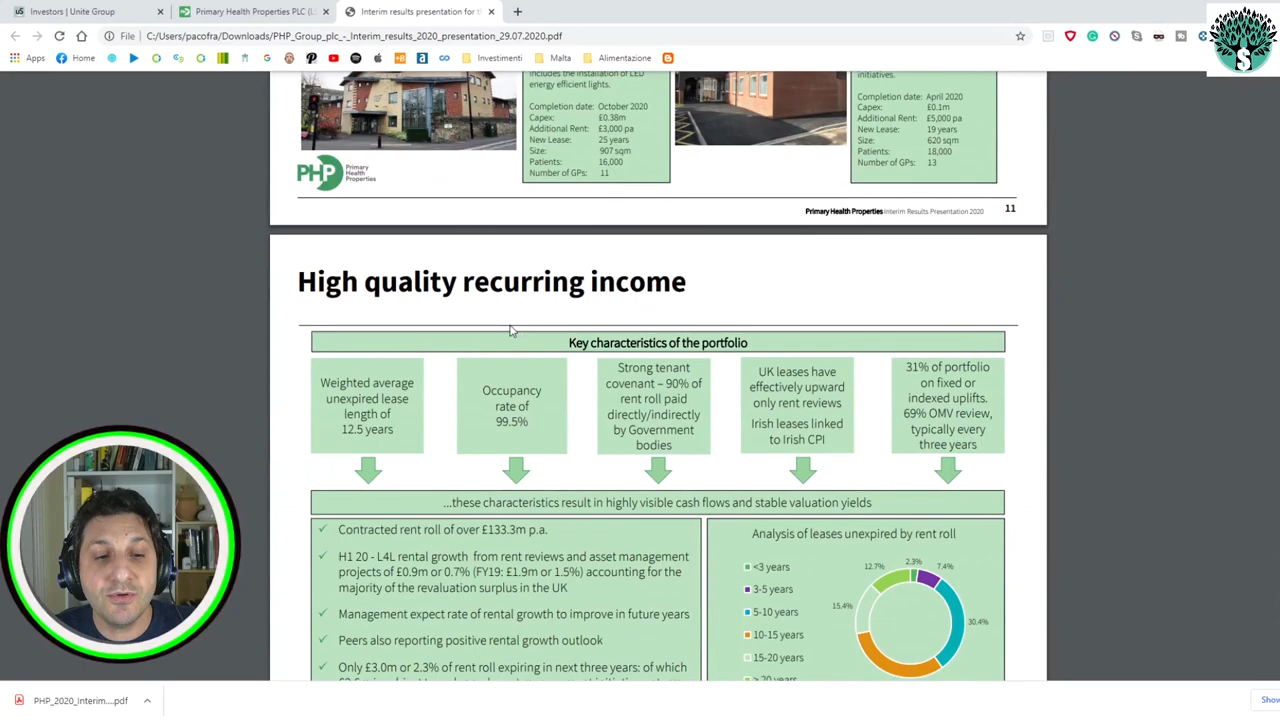 Investors | Unite Group
Primary Health Properties PLC (L
Interim results presentation for t
File
C:/Users/pacofra/Downloads/PHP_Group_plc_-_Interim_results_2020_presentation_29.07.2020.pdf
Apps
Home
Investimenti
Malta
Alimentazione
includes the installation of LED
energy efficient lights.
Completion date: October 2020
Capex: £0.38m
Additional Rent: £3,000 pa
New Lease: 25 years
Size: 907 sqm
Patients: 16,000
Number of GPs: 11
initiatives.
Completion date: April 2020
Capex: £0.1m
Additional Rent: £5,000 pa
New Lease: 19 years
Size: 620 sqm
Patients: 18,000
Number of GPs: 13
PHP
Primary
Health
Properties
Primary Health Properties Interim Results Presentation 2020
11
High quality recurring income
Key characteristics of the portfolio
Weighted average
unexpired lease
length of
12.5 years
Occupancy
rate of
99.5%
Strong tenant
covenant – 90% of
rent roll paid
directly/indirectly
by Government
bodies
UK leases have
effectively upward
only rent reviews
Irish leases linked
to Irish CPI
31% of portfolio
on fixed or
indexed uplifts.
69% OMV review,
typically every
three years
...these characteristics result in highly visible cash flows and stable valuation yields
Contracted rent roll of over £133.3m p.a.
H1 20 - L4L rental growth from rent reviews and asset management
projects of £0.9m or 0.7% (FY19: £1.9m or 1.5%) accounting for the
majority of the revaluation surplus in the UK
Management expect rate of rental growth to improve in future years
Peers also reporting positive rental growth outlook
Only £3.0m or 2.3% of rent roll expiring in next three years: of which
Analysis of leases unexpired by rent roll
<3 years
3-5 years
5-10 years
10-15 years
15-20 years
> 20 years
2.3%
7.4%
12.7%
15.4%
30.4%
PHP_2020_Interim....pdf
Show
S